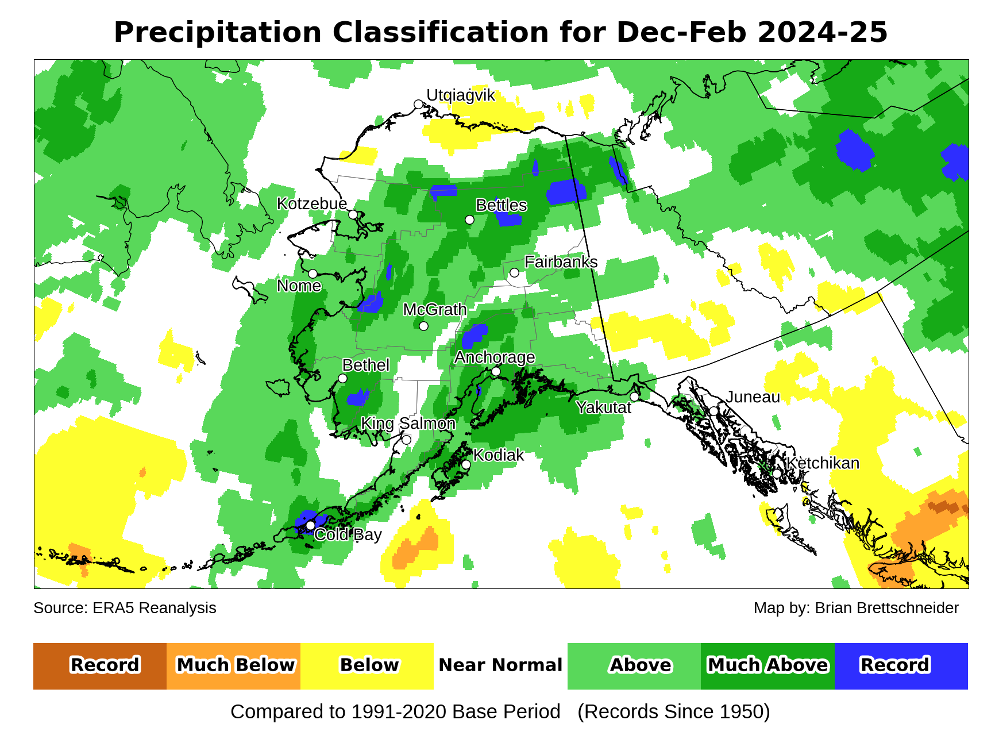 Precipitation Classification for Dec-Feb 2024-25
Utqiaġvik
Kotzebue
Bettles
Fairbanks
Nome
McGrath
Anchorage
Bethel
Juneau
Yakutat
King Salmon
Kodiak
Ketchikan
Cold Bay
Source: ERA5 Reanalysis
Map by: Brian Brettschneider
Record
Much Below
Below
Near Normal
Above
Much Above
Record
Compared to 1991-2020 Base Period (Records Since 1950)